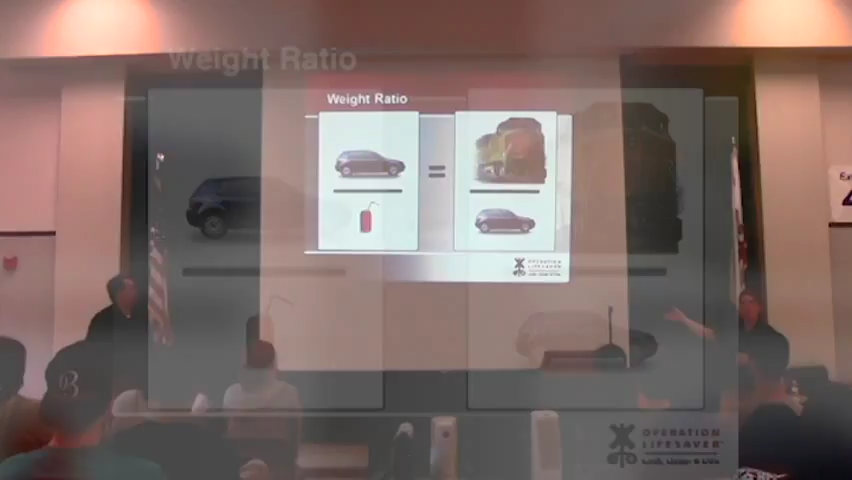 Weight Ratio
Weight Ratio
=
OPERATION
LIFESAVER
OPERATION
LIFESAVER
B